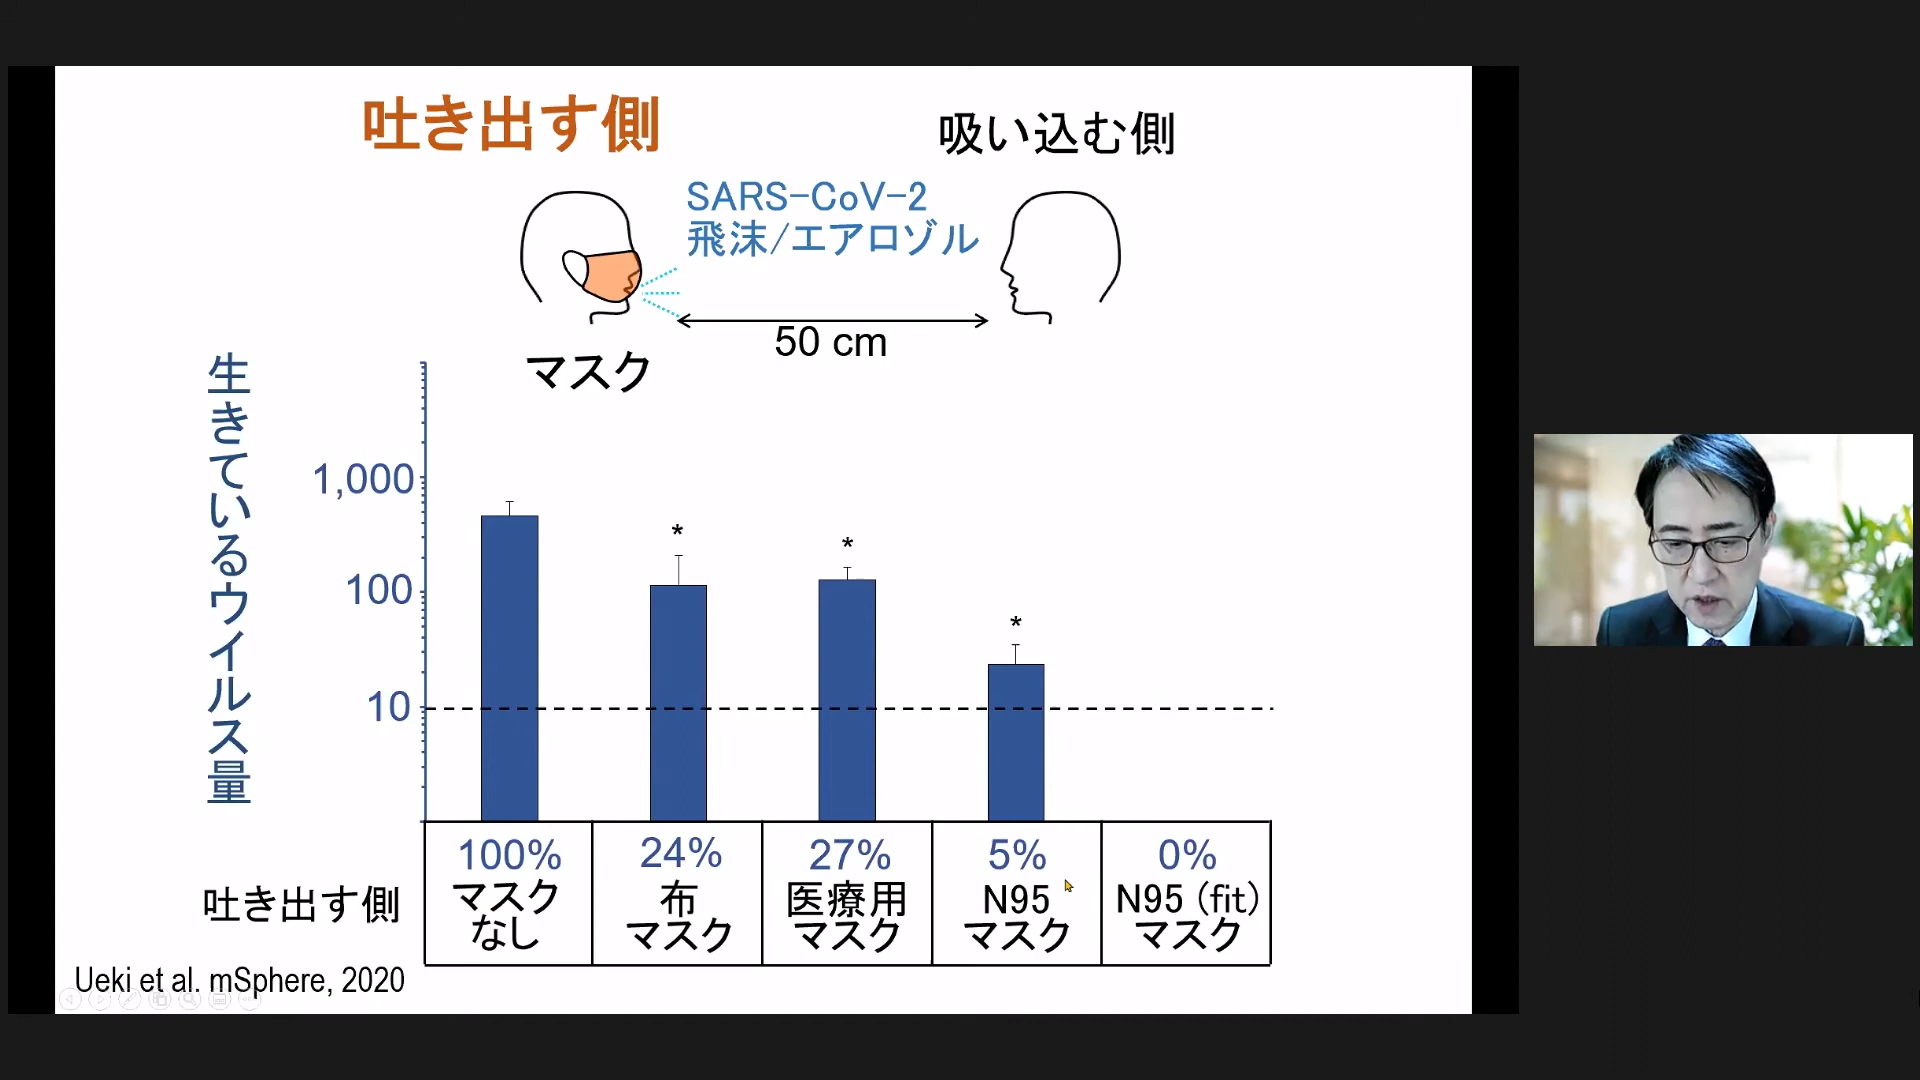 吐き出す側
吸い込む側
SARS-CoV-2
飛沫/エアロゾル
50 cm
マスク
生きているウイルス量
1,000
100
10
*
*
*
100%
24%
27%
5%
0%
吐き出す側
マスク
なし
布
マスク
医療用
マスク
N95
マスク
N95 (fit)
マスク
Ueki et al. mSphere, 2020